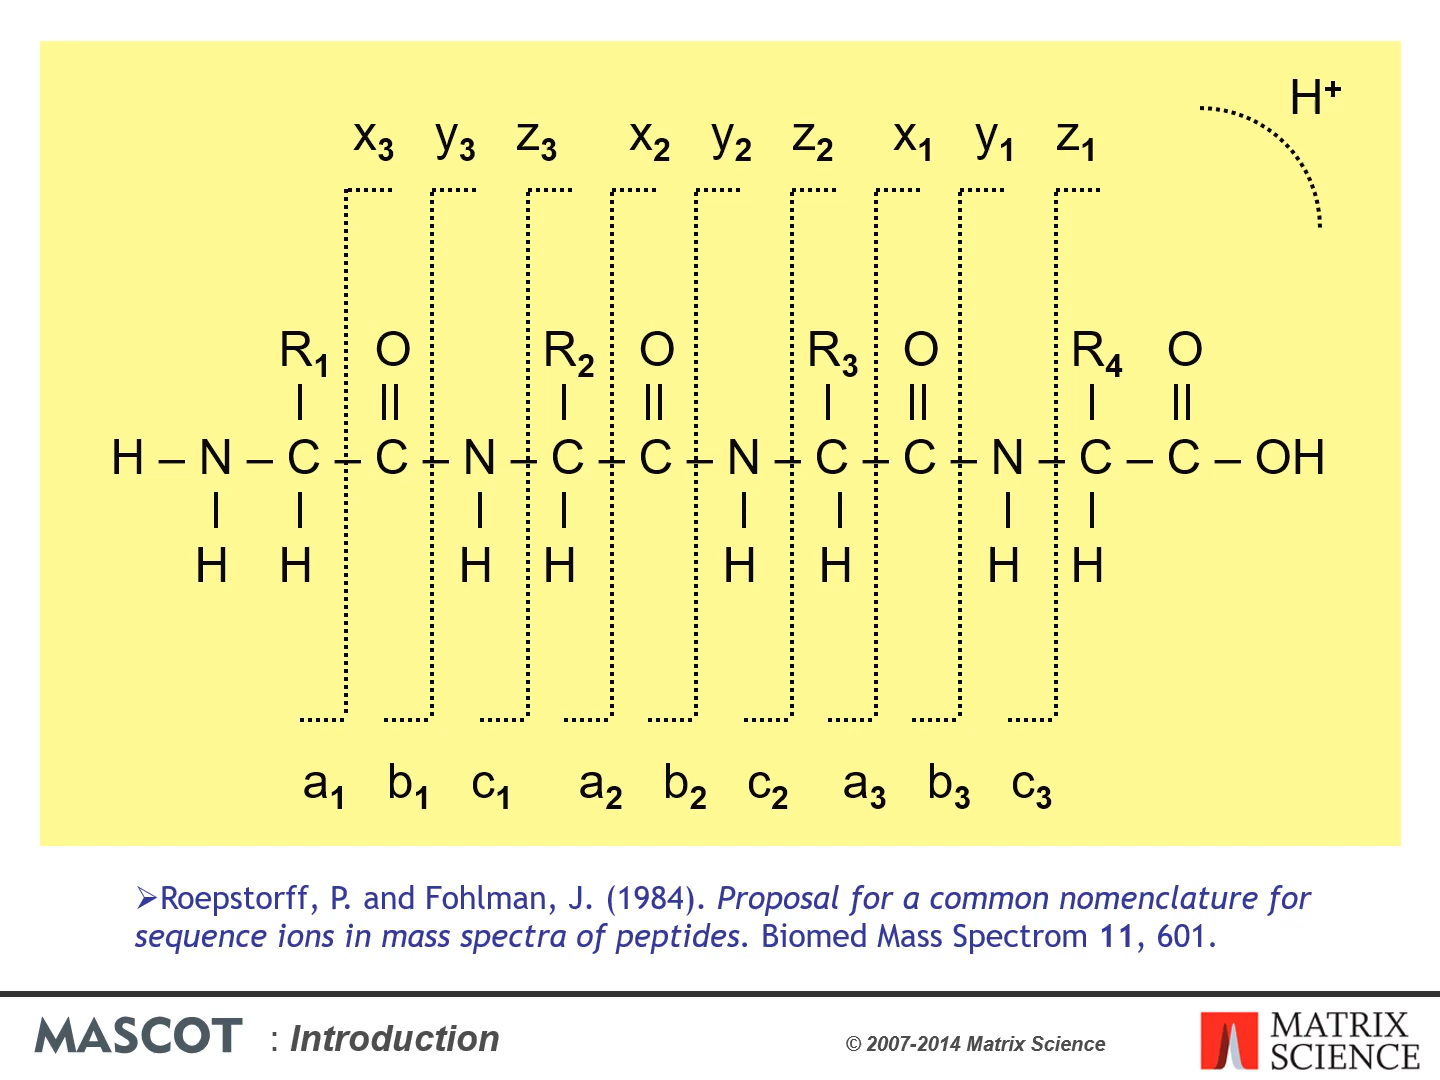 H+
x3 y3 z3 x2 y2 z2 x1 y1 z1
R1 O R2 O R3 O R4 O
H – N – C – C – N – C – C – N – C – C – N – C – C – OH
H H H H H H H H
a1 b1 c1 a2 b2 c2 a3 b3 c3
➢Roepstorff, P. and Fohlman, J. (1984). Proposal for a common nomenclature for
sequence ions in mass spectra of peptides. Biomed Mass Spectrom 11, 601.
MASCOT : Introduction
© 2007-2014 Matrix Science
MATRIX
SCIENCE